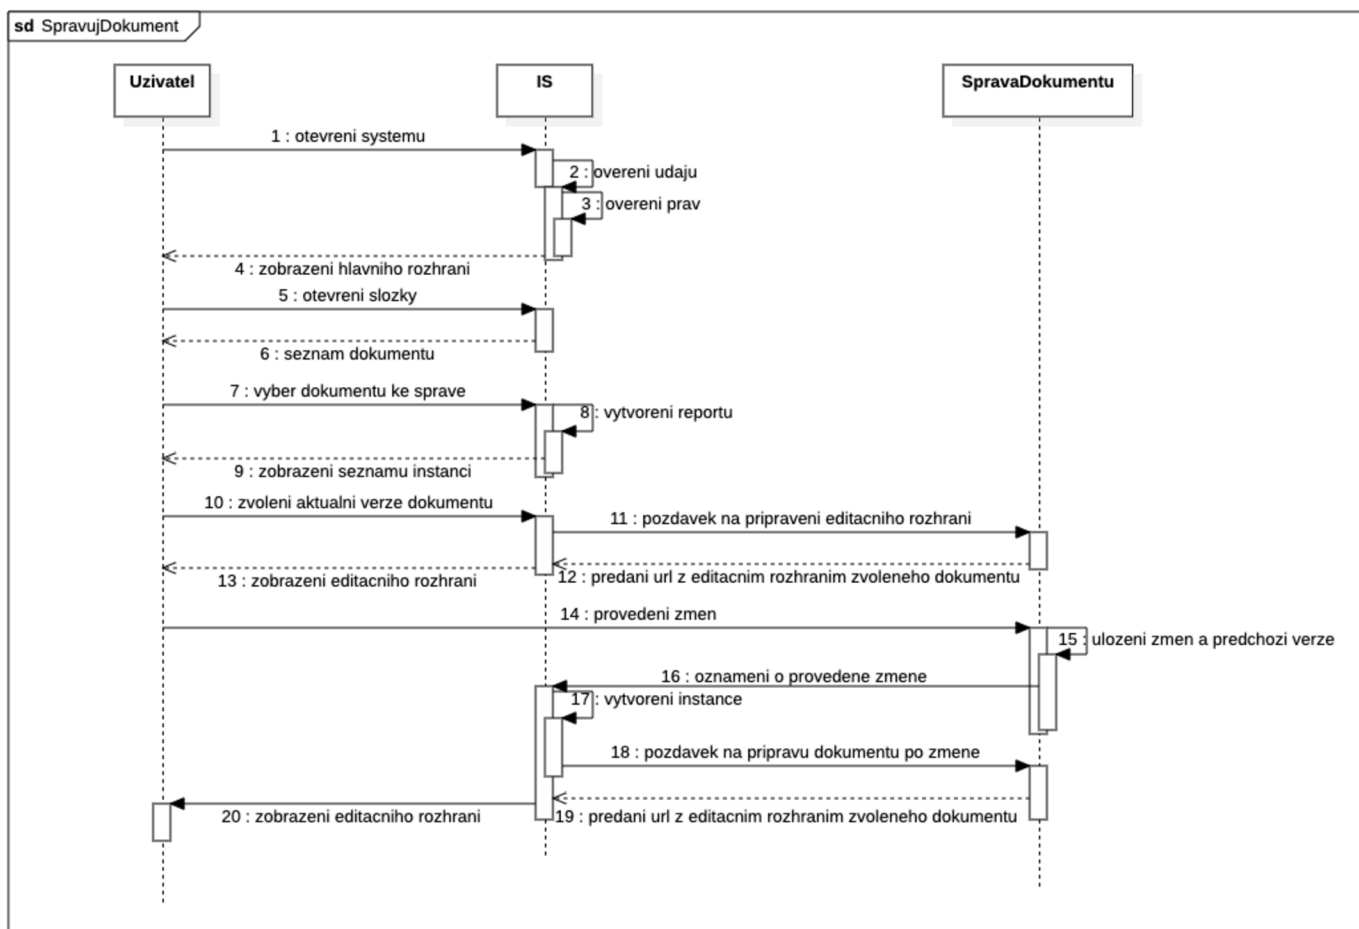 sd SpravujDokument
Uzivatel
IS
SpravaDokumentu
1 : otevreni systemu
2 : overeni udaju
3 : overeni prav
4 : zobrazeni hlavniho rozhrani
5 : otevreni slozky
6 : seznam dokumentu
7 : vyber dokumentu ke sprave
8 : vytvoreni reportu
9 : zobrazeni seznamu instanci
10 : zvoleni aktualni verze dokumentu
11 : pozdavek na pripraveni editacniho rozhrani
12 : predani url z editacnim rozhranim zvoleneho dokumentu
13 : zobrazeni editacniho rozhrani
14 : provedeni zmen
15 : ulozeni zmen a predchozi verze
16 : oznameni o provedene zmene
17 : vytvoreni instance
18 : pozdavek na pripravu dokumentu po zmene
19 : predani url z editacnim rozhranim zvoleneho dokumentu
20 : zobrazeni editacniho rozhrani